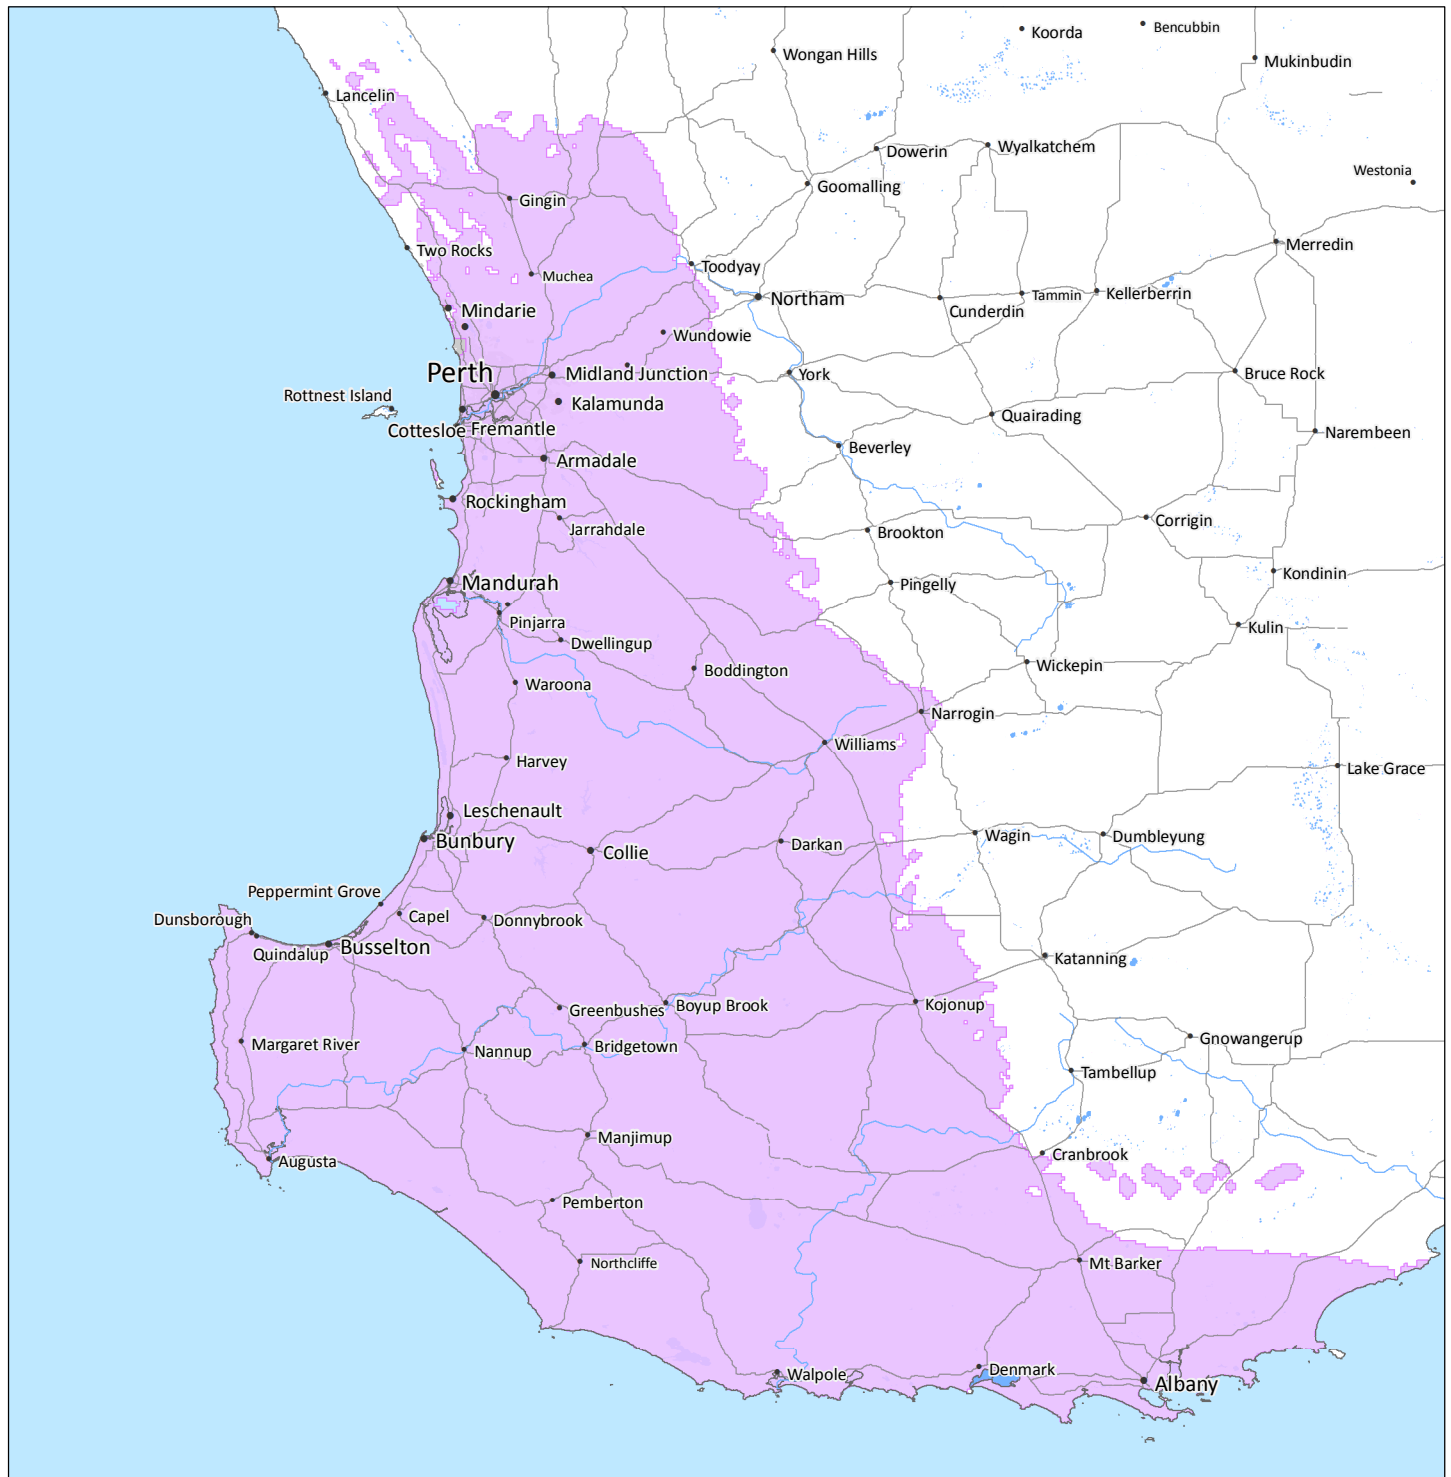 Koorda
Bencubbin
Wongan Hills
Mukinbudin
Lancelin
Dowerin
Wyalkatchem
Westonia
Goomalling
Gingin
Merredin
Two Rocks
Toodyay
Muchea
Northam
Tammin
Kellerberrin
Cunderdin
Mindarie
Wundowie
Perth
Midland Junction
York
Bruce Rock
Rottnest Island
Kalamunda
Quairading
Cottesloe
Fremantle
Narembeen
Beverley
Armadale
Rockingham
Jarrahdale
Corrigin
Brookton
Kondinin
Mandurah
Pingelly
Pinjarra
Kulin
Dwellingup
Boddington
Wickepin
Waroona
Narrogin
Williams
Harvey
Lake Grace
Leschenault
Bunbury
Wagin
Dumbleyung
Darkan
Collie
Peppermint Grove
Dunsborough
Capel
Donnybrook
Quindalup
Busselton
Katanning
Greenbushes
Boyup Brook
Kojonup
Gnowangerup
Margaret River
Nannup
Bridgetown
Tambellup
Manjimup
Cranbrook
Augusta
Pemberton
Northcliffe
Mt Barker
Walpole
Denmark
Albany